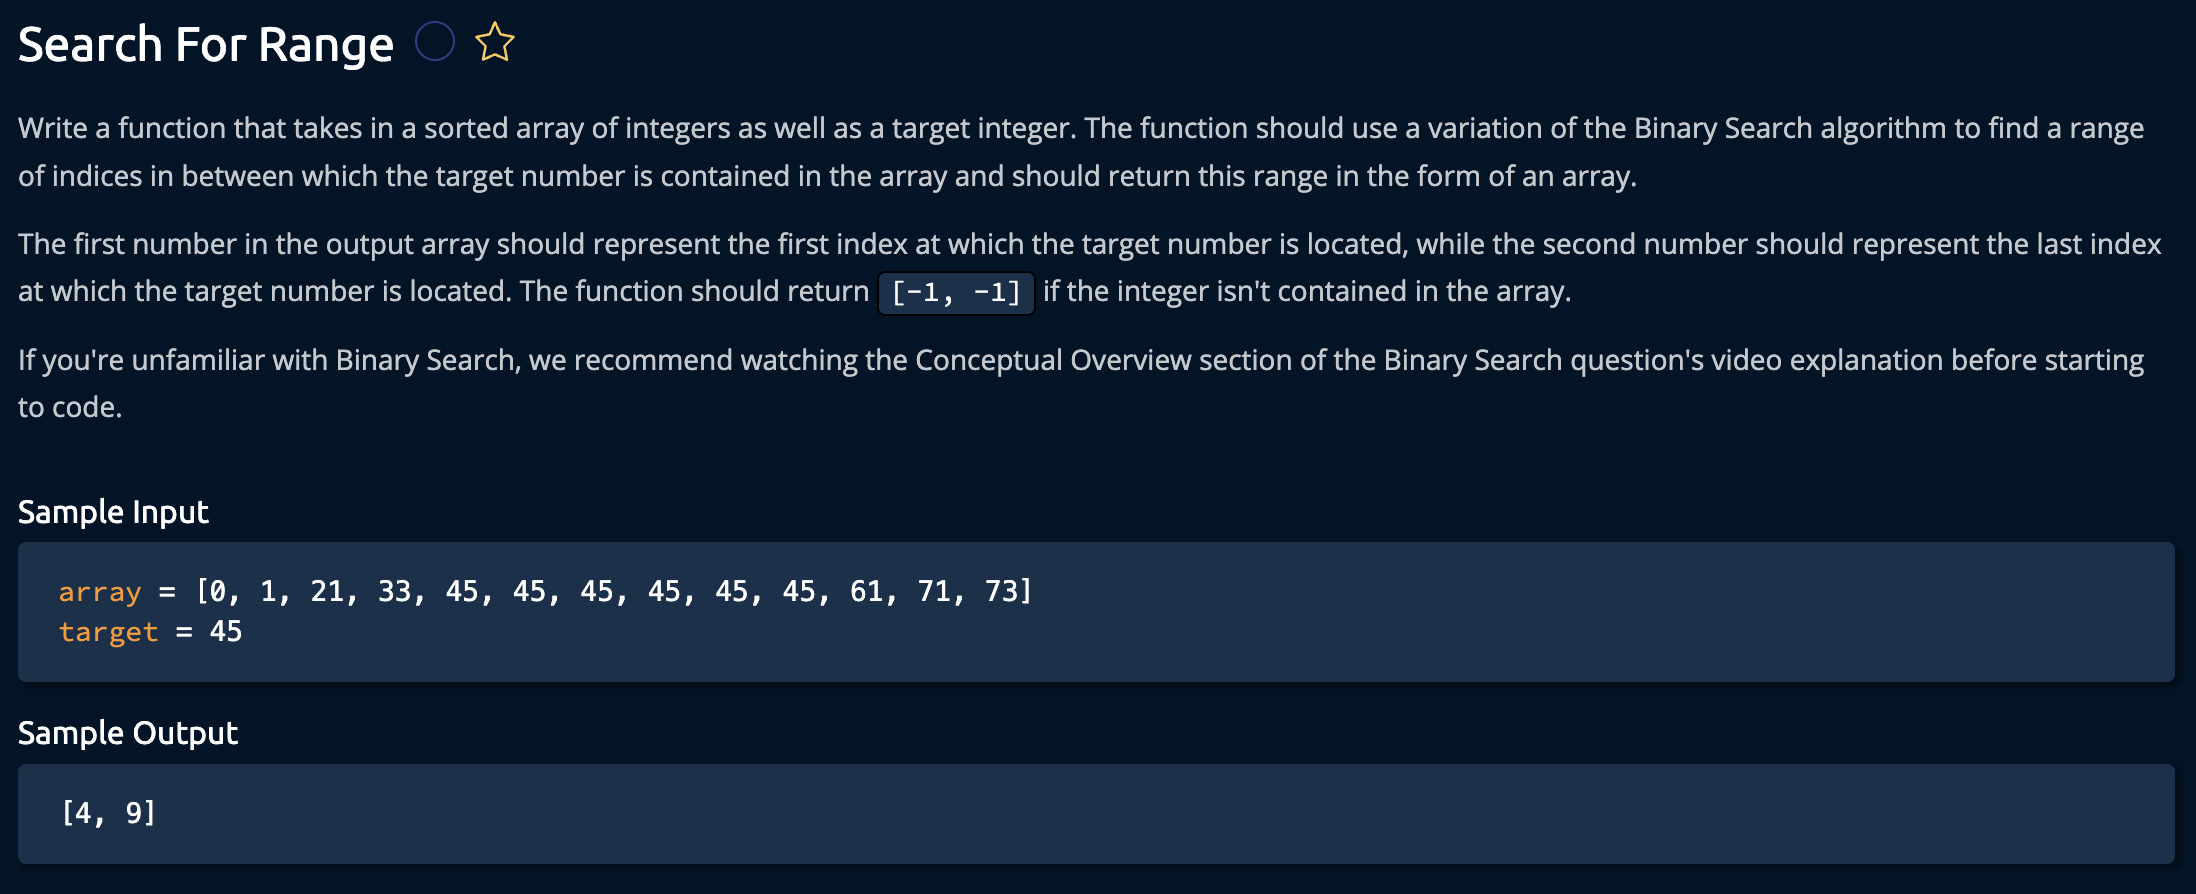 Search For Range
Write a function that takes in a sorted array of integers as well as a target integer. The function should use a variation of the Binary Search algorithm to find a range
of indices in between which the target number is contained in the array and should return this range in the form of an array.
The first number in the output array should represent the first index at which the target number is located, while the second number should represent the last index
at which the target number is located. The function should return [-1, -1] if the integer isn't contained in the array.
If you're unfamiliar with Binary Search, we recommend watching the Conceptual Overview section of the Binary Search question's video explanation before starting
to code.
Sample Input
array = [0, 1, 21, 33, 45, 45, 45, 45, 45, 45, 61, 71, 73]
target = 45
Sample Output
[4, 9]